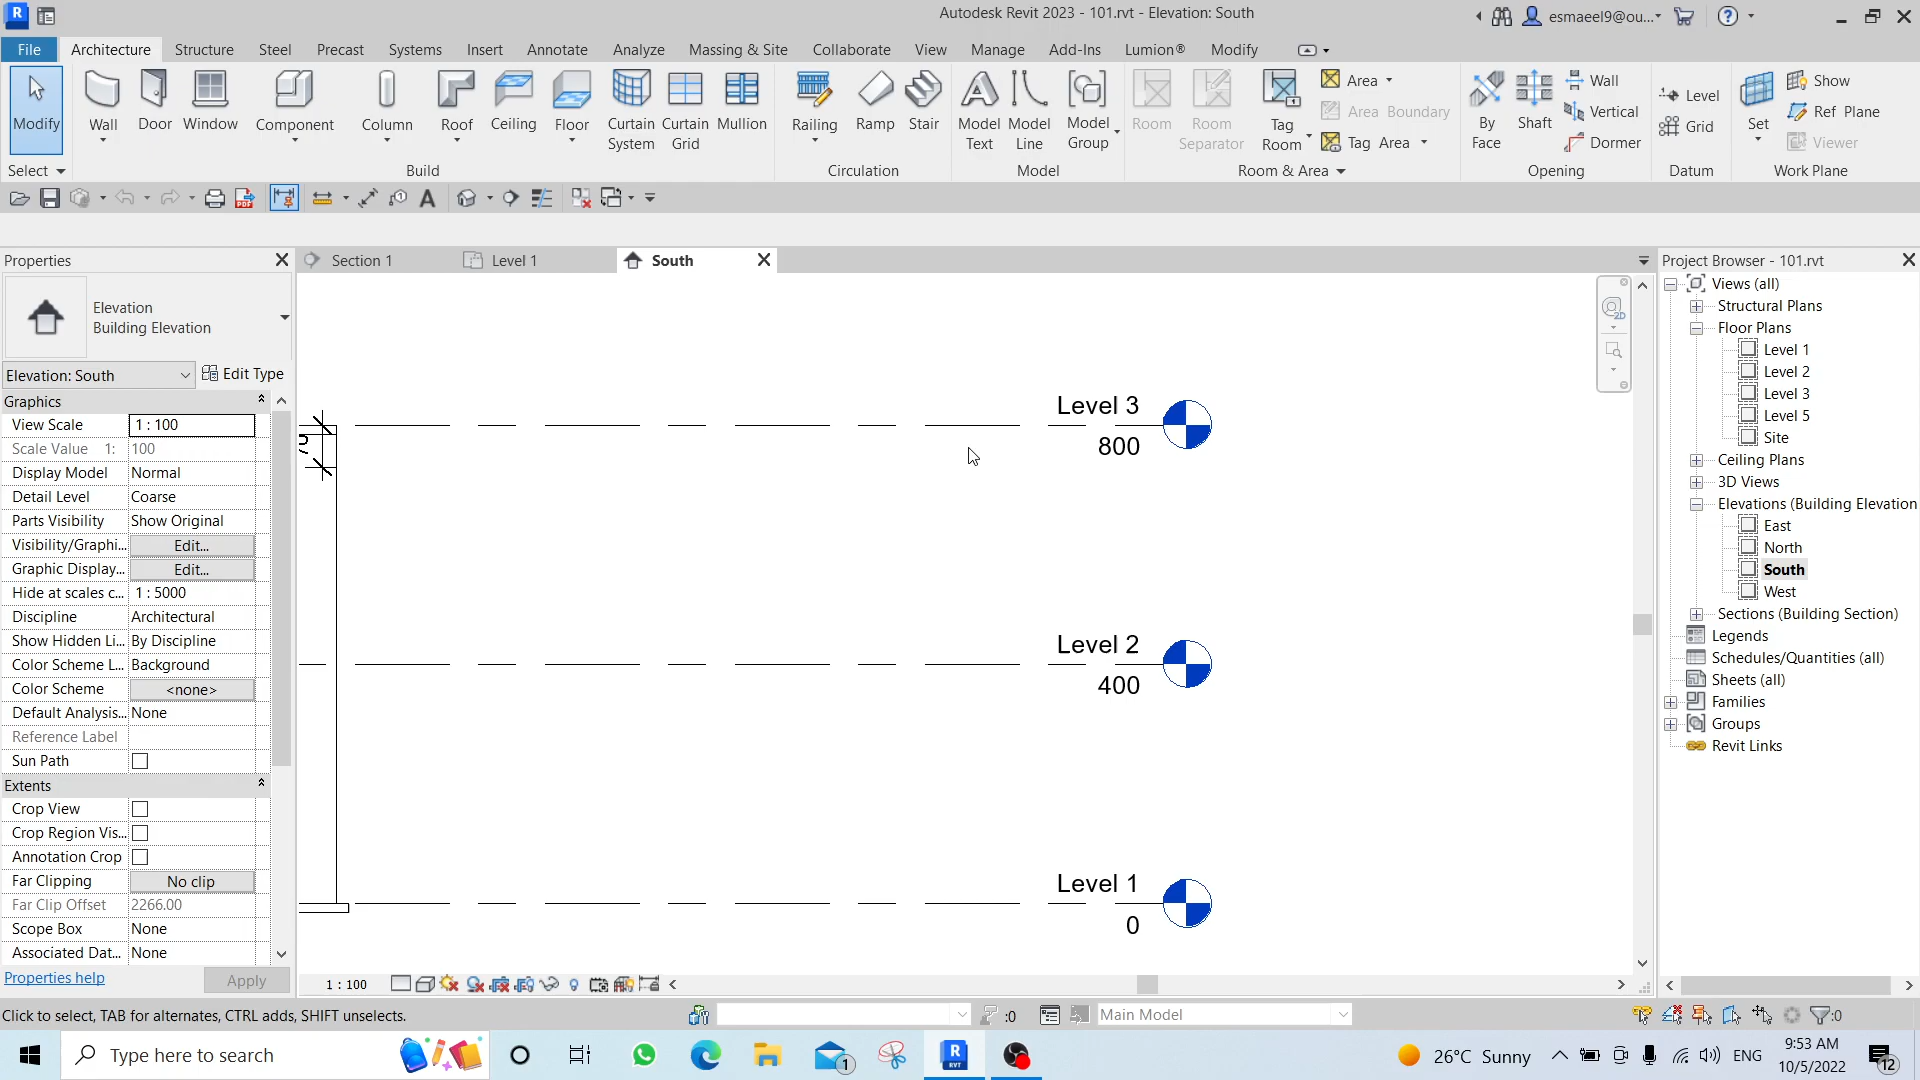 Autodesk Revit 2023 - 101.rvt - Elevation: South
esmaeel9@ou...
File
Architecture
Structure
Steel
Precast
Systems
Insert
Annotate
Analyze
Massing & Site
Collaborate
View
Manage
Add-Ins
Lumion®
Modify
Modify
Wall
Door
Window
Component
Column
Roof
Ceiling
Floor
Curtain System
Curtain Grid
Mullion
Railing
Ramp
Stair
Model Text
Model Line
Model Group
Room
Room Separator
Tag Room
Area
Area Boundary
Tag Area
By Face
Shaft
Wall
Vertical
Dormer
Level
Grid
Set
Show
Ref Plane
Viewer
Select
Build
Circulation
Model
Room & Area
Opening
Datum
Work Plane
Properties
Elevation
Building Elevation
Elevation: South
Edit Type
Graphics
View Scale 1 : 100
Scale Value 1: 100
Display Model Normal
Detail Level Coarse
Parts Visibility Show Original
Visibility/Graphi... Edit...
Graphic Display... Edit...
Hide at scales c... 1 : 5000
Discipline Architectural
Show Hidden Li... By Discipline
Color Scheme L... Background
Color Scheme <none>
Default Analysis... None
Reference Label
Sun Path
Extents
Crop View
Crop Region Vis...
Annotation Crop
Far Clipping No clip
Far Clip Offset 2266.00
Scope Box None
Associated Dat... None
Properties help
Apply
Section 1
Level 1
South
Level 3
800
Level 2
400
Level 1
0
2D
1 : 100
Project Browser - 101.rvt
Views (all)
Structural Plans
Floor Plans
Level 1
Level 2
Level 3
Level 5
Site
Ceiling Plans
3D Views
Elevations (Building Elevation
East
North
South
West
Sections (Building Section)
Legends
Schedules/Quantities (all)
Sheets (all)
Families
Groups
Revit Links
Click to select, TAB for alternates, CTRL adds, SHIFT unselects.
:0
Main Model
:0
Type here to search
1
R
RVT
26°C Sunny
ENG
9:53 AM
10/5/2022
12